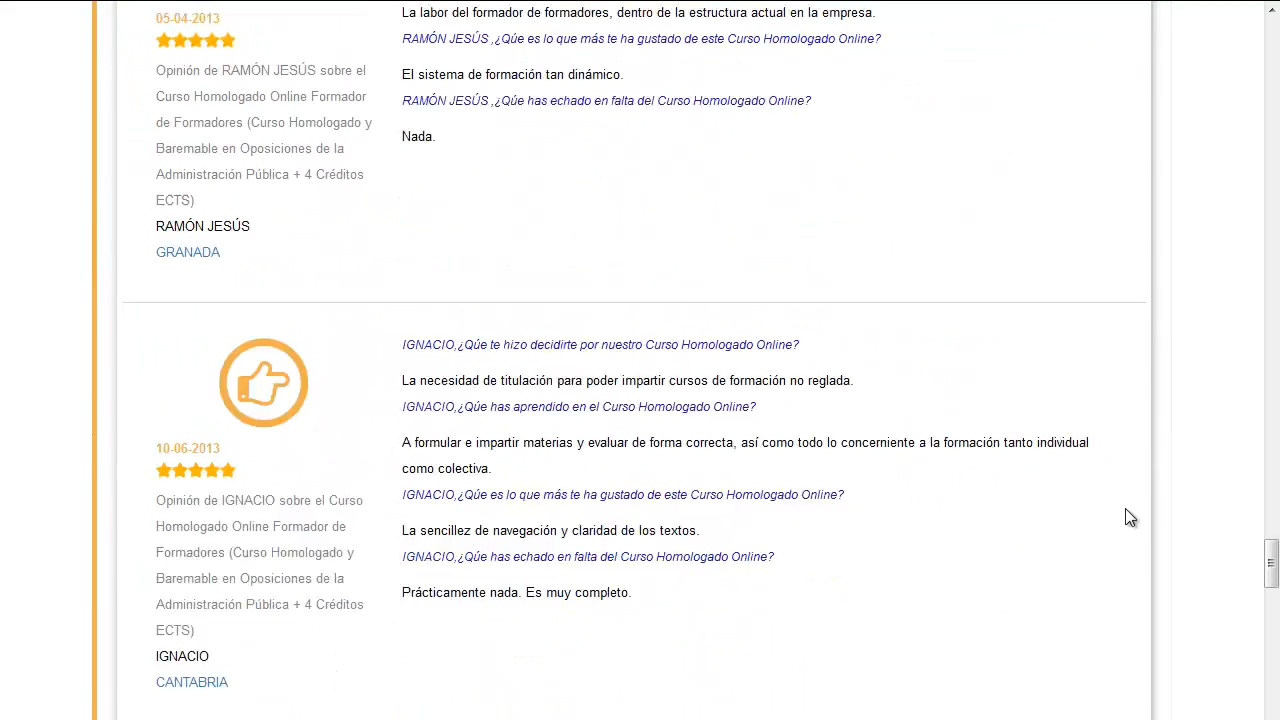 05-04-2013
Opinión de RAMÓN JESÚS sobre el
Curso Homologado Online Formador
de Formadores (Curso Homologado y
Baremable en Oposiciones de la
Administración Pública + 4 Créditos
ECTS)
RAMÓN JESÚS
GRANADA
La labor del formador de formadores, dentro de la estructura actual en la empresa.
RAMÓN JESÚS ,¿Qúe es lo que más te ha gustado de este Curso Homologado Online?
El sistema de formación tan dinámico.
RAMÓN JESÚS ,¿Qúe has echado en falta del Curso Homologado Online?
Nada.
10-06-2013
Opinión de IGNACIO sobre el Curso
Homologado Online Formador de
Formadores (Curso Homologado y
Baremable en Oposiciones de la
Administración Pública + 4 Créditos
ECTS)
IGNACIO
CANTABRIA
IGNACIO,¿Qúe te hizo decidirte por nuestro Curso Homologado Online?
La necesidad de titulación para poder impartir cursos de formación no reglada.
IGNACIO,¿Qúe has aprendido en el Curso Homologado Online?
A formular e impartir materias y evaluar de forma correcta, así como todo lo concerniente a la formación tanto individual
como colectiva.
IGNACIO,¿Qúe es lo que más te ha gustado de este Curso Homologado Online?
La sencillez de navegación y claridad de los textos.
IGNACIO,¿Qúe has echado en falta del Curso Homologado Online?
Prácticamente nada. Es muy completo.